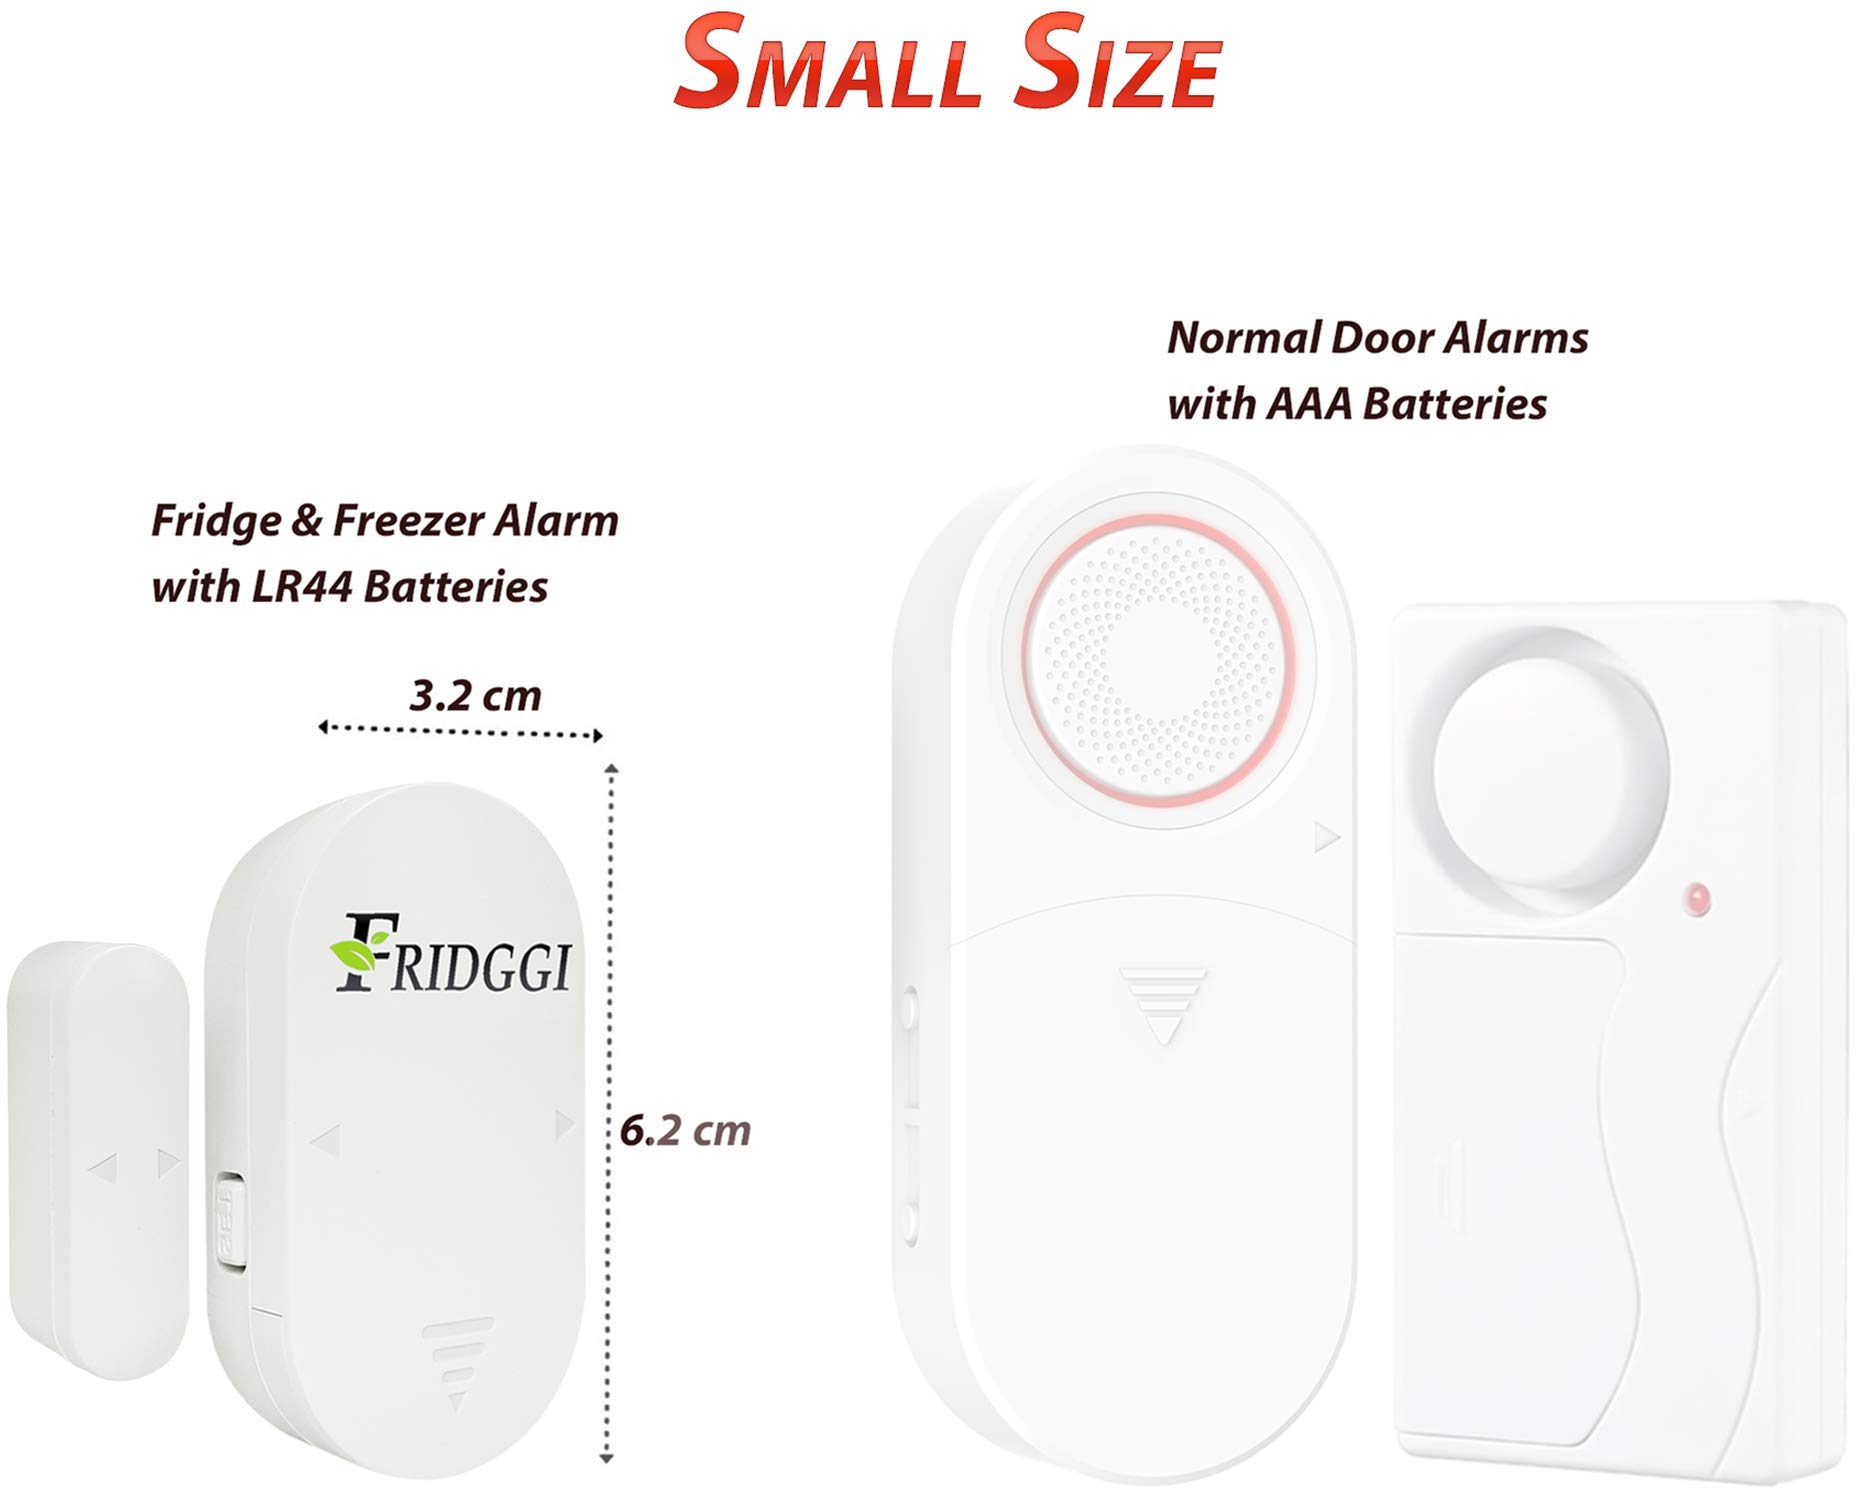 SMALL SIZE
Normal Door Alarms
with AAA Batteries
Fridge & Freezer Alarm
with LR44 Batteries
3.2 cm
FRIDGGI
6.2 cm
SET